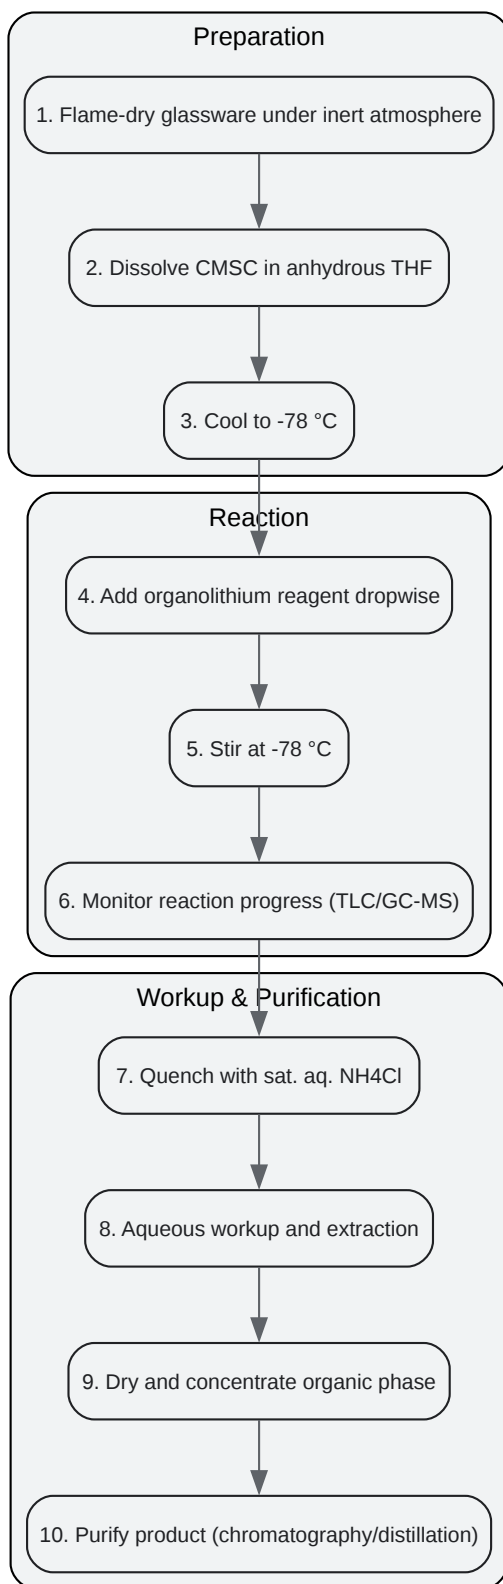 Preparation
1. Flame-dry glassware under inert atmosphere
2. Dissolve CMSC in anhydrous THF
3. Cool to -78 °C
Reaction
4. Add organolithium reagent dropwise
5. Stir at -78 °C
6. Monitor reaction progress (TLC/GC-MS)
Workup & Purification
7. Quench with sat. aq. NH4Cl
8. Aqueous workup and extraction
9. Dry and concentrate organic phase
10. Purify product (chromatography/distillation)